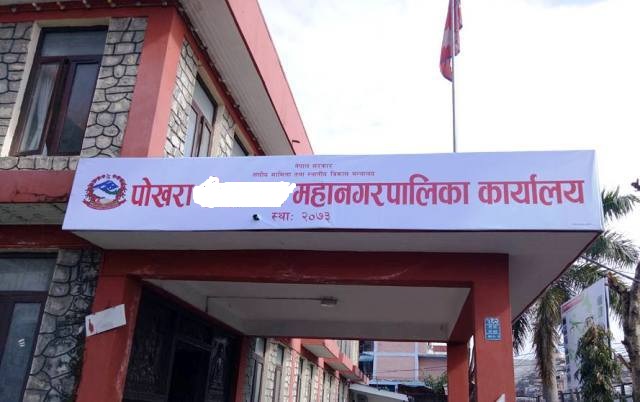 नेपाल सरकार
संघीय मामिला तथा स्थानीय विकास मन्त्रालय
पोखरा महानगरपालिका कार्यालय
स्था: २०७३